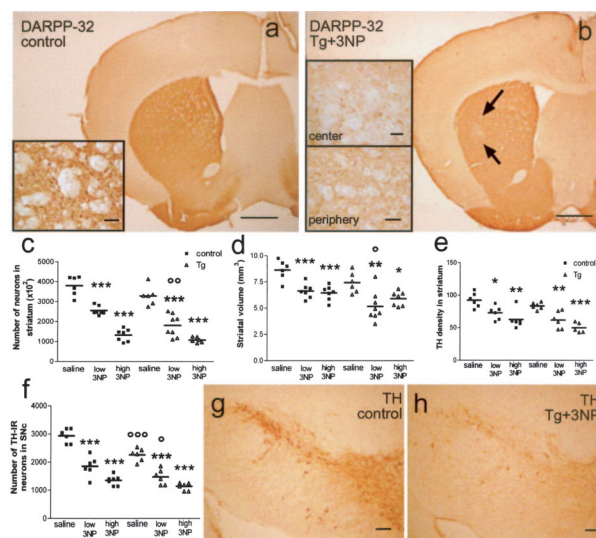 DARPP-32
control
a
DARPP-32
Tg+3NP
b
center
periphery
c
Number of neurons in
striatum (x10²)
5000
4000
3000
2000
1000
0
***
***
○○
***
***
saline
low
3NP
high
3NP
saline
low
3NP
high
3NP
■ control
△ Tg
d
Striatal volume (mm³)
10.0
7.5
5.0
2.5
0.0
***
***
○
**
*
saline
low
3NP
high
3NP
saline
low
3NP
high
3NP
e
TH density in striatum
150
100
50
0
*
**
**
***
saline
low
3NP
high
3NP
saline
low
3NP
high
3NP
■ control
△ Tg
f
Number of TH-IR
neurons in SNc
4000
3000
2000
1000
0
***
***
○○○
○
***
***
saline
low
3NP
high
3NP
saline
low
3NP
high
3NP
g
TH
control
h
TH
Tg+3NP